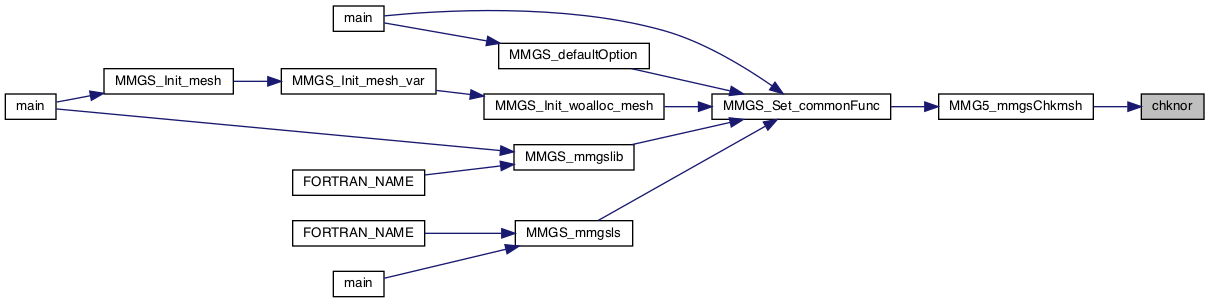 main
MMGS_defaultOption
MMGS_Init_mesh
MMGS_Init_mesh_var
main
MMGS_Init_woalloc_mesh
MMGS_Set_commonFunc
MMG5_mmgsChkmsh
chknor
MMGS_mmgslib
FORTRAN_NAME
FORTRAN_NAME
MMGS_mmgsls
main